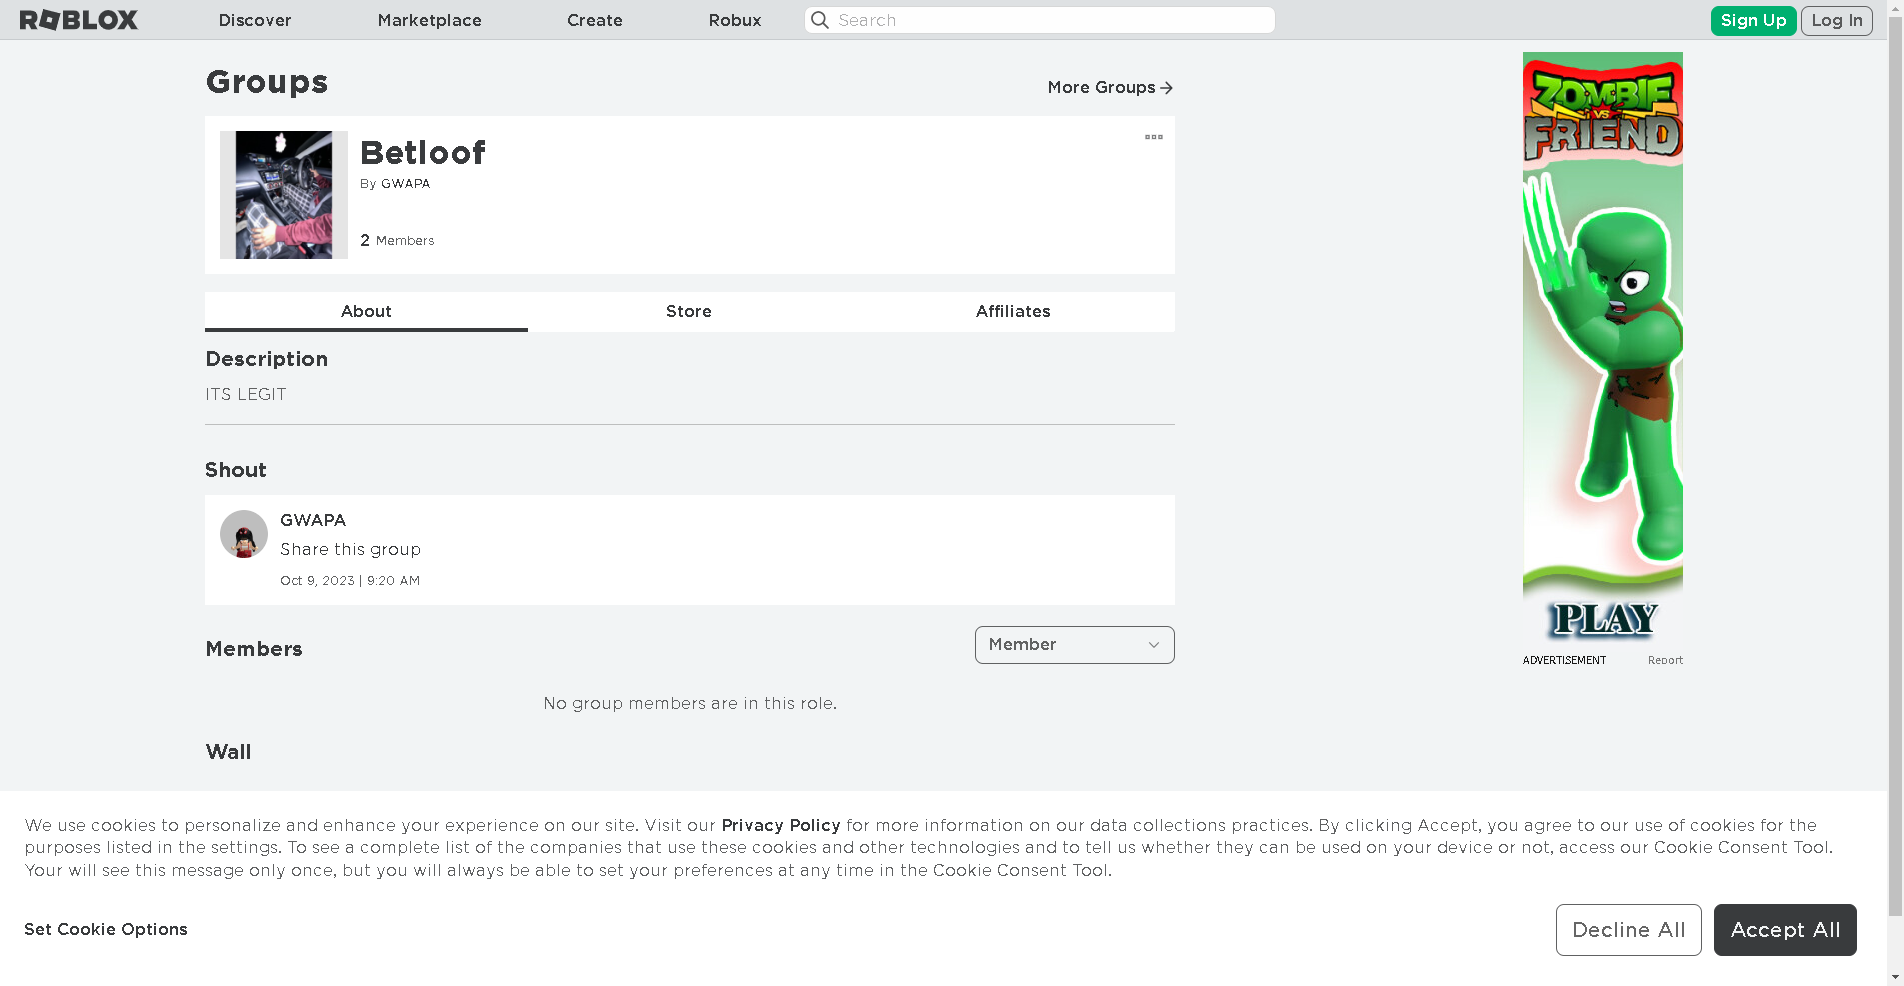 ROBLOX Discover Marketplace Create Robux Search Sign Up Log In
Groups
More Groups
Betloof
By GWAPA
2 Members
About Store Affiliates
Description
ITS LEGIT
Shout
GWAPA
Share this group
Oct 9, 2023 | 9:20 AM
Members
Member
No group members are in this role.
Wall
ZOMBIE
VS
FRIEND
PLAY
ADVERTISEMENT Report
We use cookies to personalize and enhance your experience on our site. Visit our Privacy Policy for more information on our data collections practices. By clicking Accept, you agree to our use of cookies for the
purposes listed in the settings. To see a complete list of the companies that use these cookies and other technologies and to tell us whether they can be used on your device or not, access our Cookie Consent Tool.
Your will see this message only once, but you will always be able to set your preferences at any time in the Cookie Consent Tool.
Set Cookie Options
Decline All Accept All